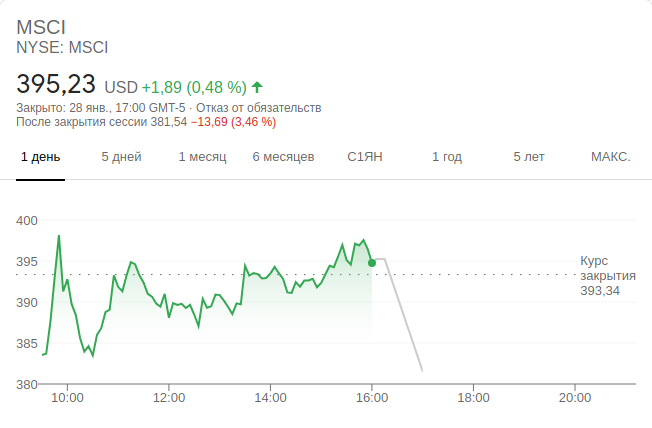 MSCI
NYSE: MSCI
395,23 USD +1,89 (0,48 %)
Закрыто: 28 янв., 17:00 GMT-5 · Отказ от обязательств
После закрытия сессии 381,54 −13,69 (3,46 %)
1 день 5 дней 1 месяц 6 месяцев С1ЯН 1 год 5 лет МАКС.
400
395
390
385
380
Курс
закрытия
393,34
10:00 12:00 14:00 16:00 18:00 20:00